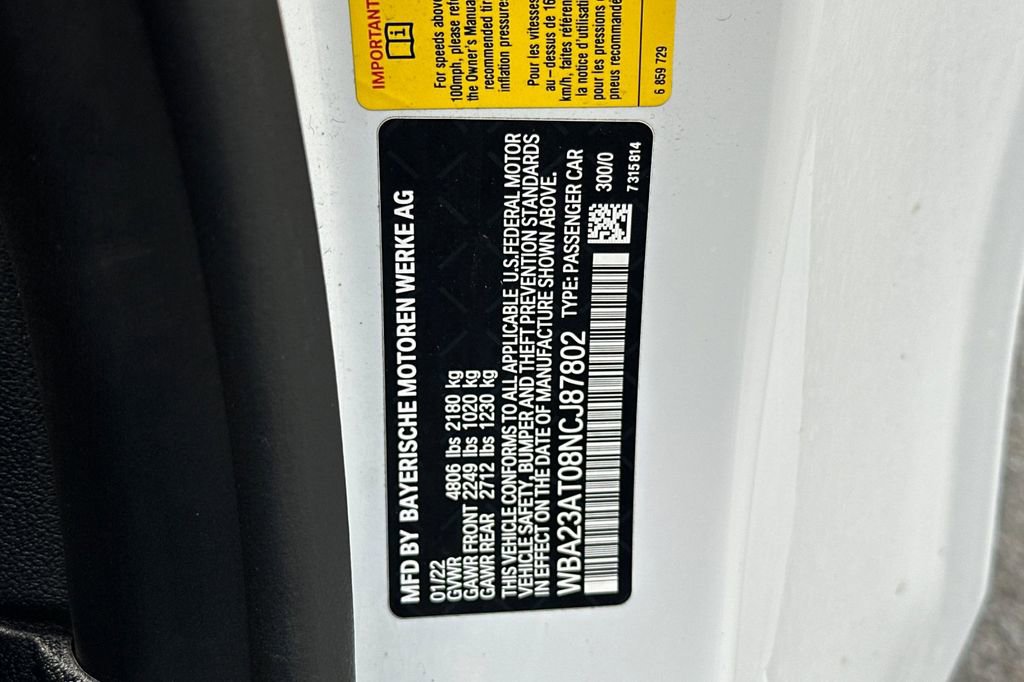 IMPORTANT
For speeds above
100mph, please refe
the Owner's Manua
recommended tir
inflation pressures
Pour les vitesses
au-dessus de 16
km/h, faites référen
la notice d'utilisati
pour les pressions d
pneus recommandé
6 859 729
MFD BY BAYERISCHE MOTOREN WERKE AG
01/22
GVWR 4806 lbs 2180 kg
GAWR FRONT 2249 lbs 1020 kg
GAWR REAR 2712 lbs 1230 kg
THIS VEHICLE CONFORMS TO ALL APPLICABLE U.S.FEDERAL MOTOR
VEHICLE SAFETY, BUMPER AND THEFT PREVENTION STANDARDS
IN EFFECT ON THE DATE OF MANUFACTURE SHOWN ABOVE.
WBA23AT08NCJ87802 TYPE: PASSENGER CAR
300/0
7 315 814